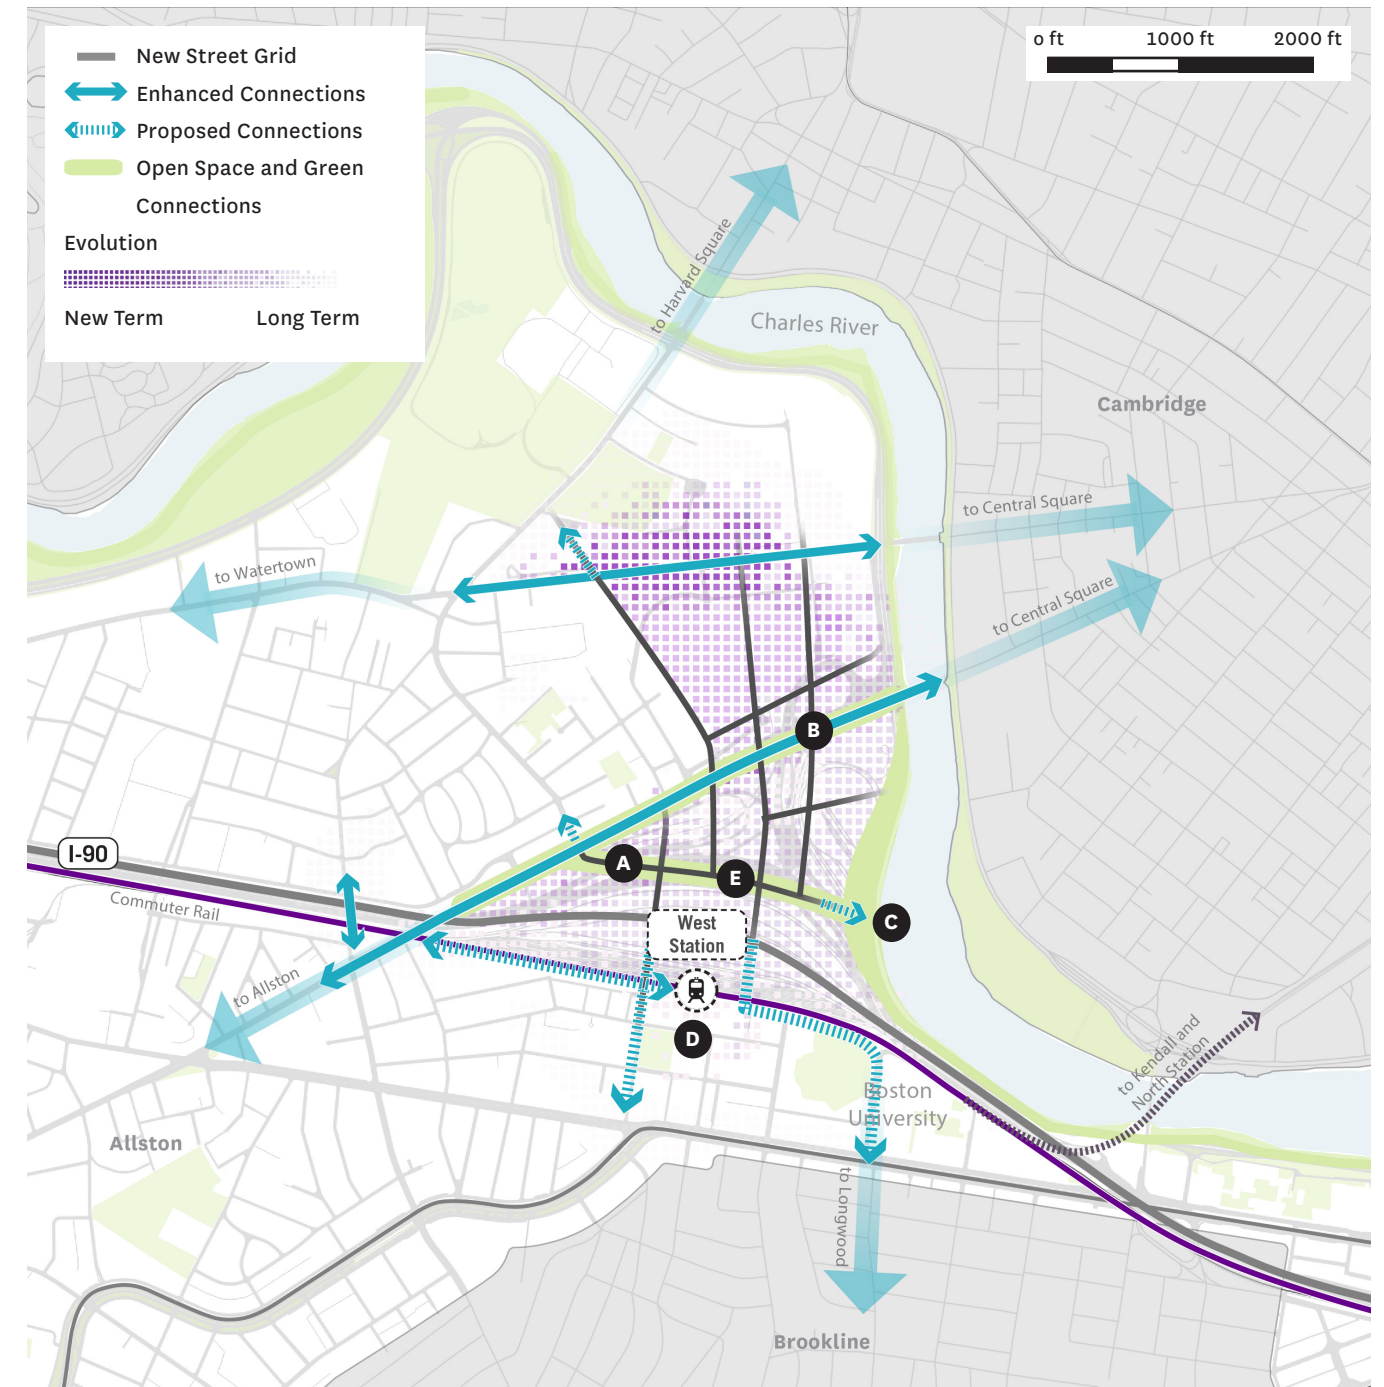 New Street Grid
Enhanced Connections
Proposed Connections
Open Space and Green
Connections
Evolution
New Term
Long Term
0 ft
1000 ft
2000 ft
to Harvard Square
Charles River
Cambridge
to Central Square
to Watertown
to Central Square
B
I-90
A
E
Commuter Rail
C
West
Station
to Allston
D
to Kendall and
North Station
Boston
University
Allston
to Longwood
Brookline